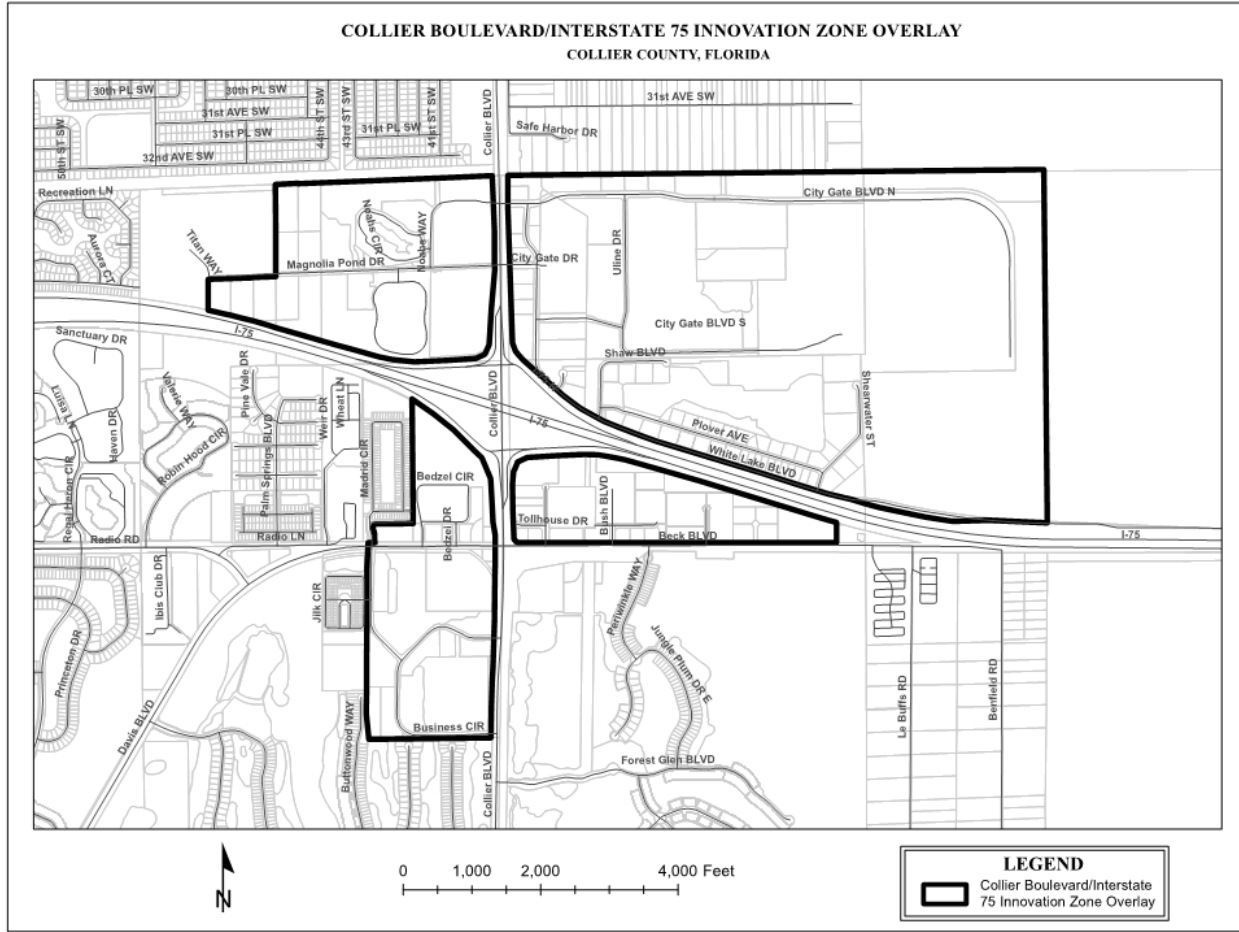 COLLIER BOULEVARD/INTERSTATE 75 INNOVATION ZONE OVERLAY
COLLIER COUNTY, FLORIDA
30th PL SW
30th PL SW
31st AVE SW
31st PL SW
32nd AVE SW
50th ST SW
44th ST SW
43rd ST SW
31st PL SW
41st ST SW
Collier BLVD
31st AVE SW
Safe Harbor DR
Recreation LN
Aurora CT
Titan WAY
Noahs CIR
Noahs WAY
Magnolia Pond DR
City Gate BLVD N
City Gate DR
Uline DR
City Gate BLVD S
Shaw BLVD
I-75
Sanctuary DR
Luisa LN
Haven DR
Valerie WAY
Robin Hood CIR
Pine Vale DR
Palm Springs BLVD
Weir DR
Wheat LN
Madrid CIR
Collier BLVD
I-75
Plover AVE
White Lake BLVD
Shearwater ST
Regal Heron CIR
Bedzel CIR
Bedzel DR
Tollhouse DR
Bush BLVD
Beck BLVD
I-75
Radio RD
Radio LN
Ibis Club DR
Jilk CIR
Periwinkle WAY
Jungle Plum DR E
Princeton DR
Davis BLVD
Buttonwood WAY
Business CIR
Collier BLVD
Forest Glen BLVD
Le Buffs RD
Benfield RD
N
0 1,000 2,000 4,000 Feet
LEGEND
Collier Boulevard/Interstate
75 Innovation Zone Overlay